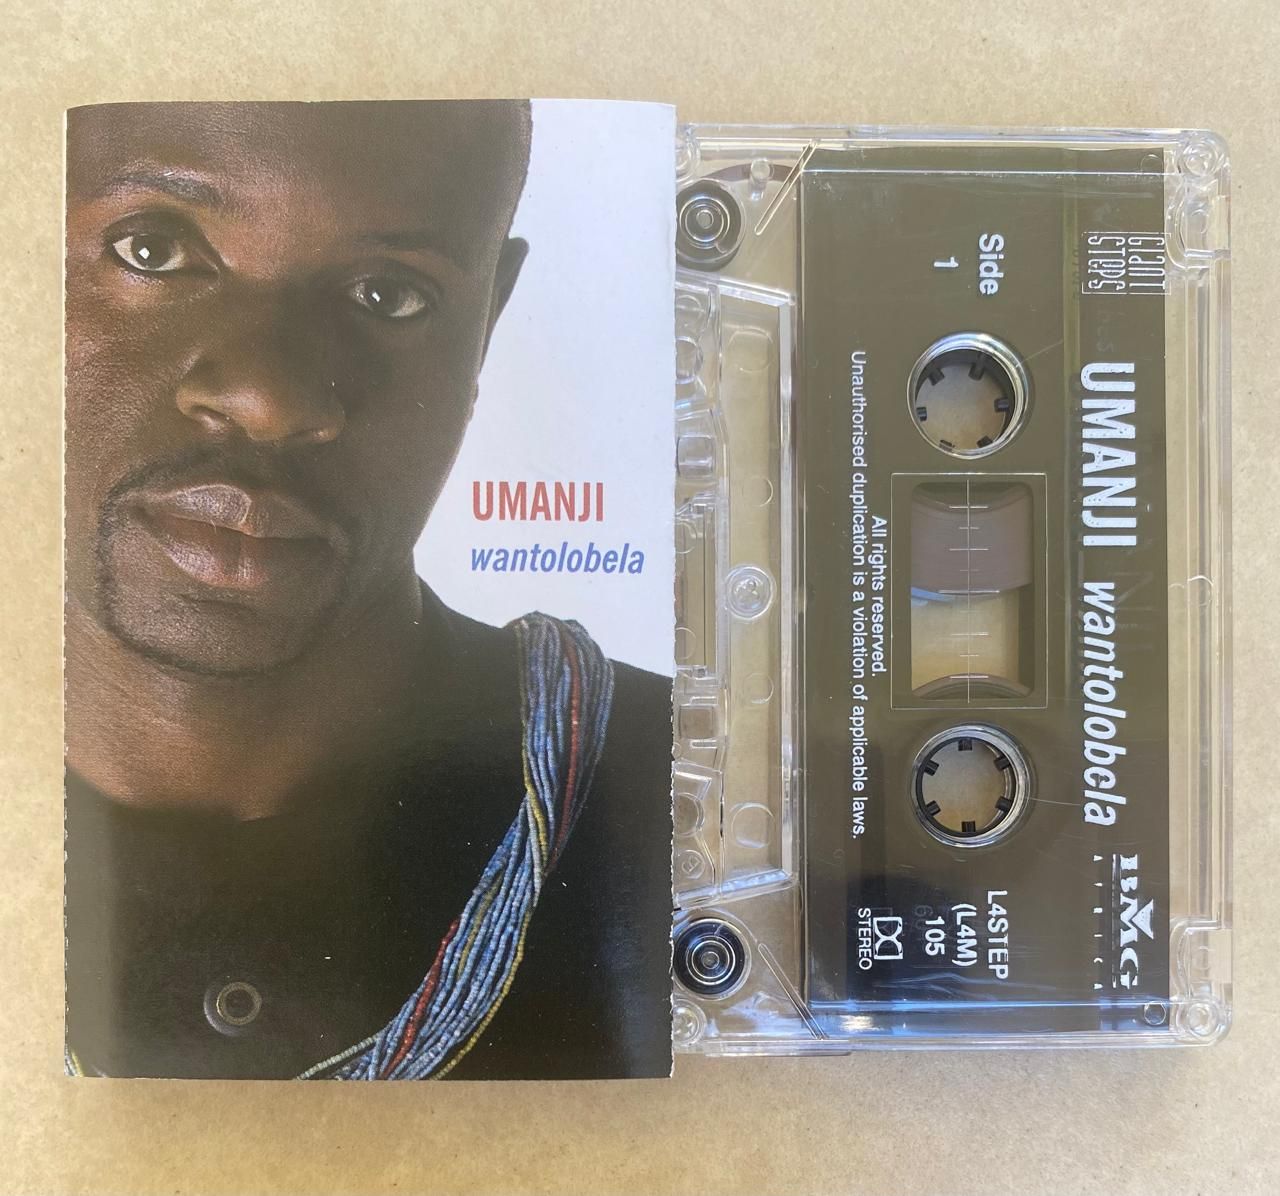 UMANJI
wantolobela
GIANT
STEPS
UMANJI wantolobela
BMG
AFRICA
Side
1
L4STEP
(L4M)
105
STEREO
All rights reserved.
Unauthorised duplication is a violation of applicable laws.